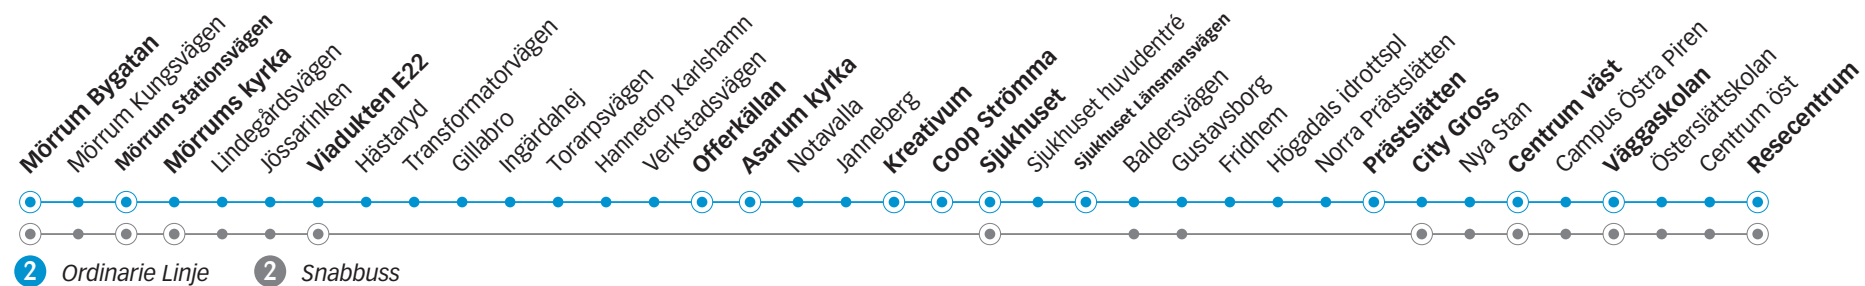 Mörrum Bygatan
Mörrum Kungsvägen
Mörrum Stationsvägen
Mörrums kyrka
Lindegårdsvägen
Jössarinken
Viadukten E22
Hästaryd
Transformatorvägen
Gillabro
Ingärdahej
Torarpsvägen
Hannetorp Karlshamn
Verkstadsvägen
Offerkällan
Asarum kyrka
Notavalla
Janneberg
Kreativum
Coop Strömma
Sjukhuset
Sjukhuset huvudentré
Sjukhuset Länsmansvägen
Baldersvägen
Gustavsborg
Fridhem
Högadals idrottspl
Norra Prästslätten
Prästslätten
City Gross
Nya Stan
Centrum väst
Campus Östra Piren
Väggaskolan
Österslättskolan
Centrum öst
Resecentrum
2 Ordinarie Linje
2 Snabbuss